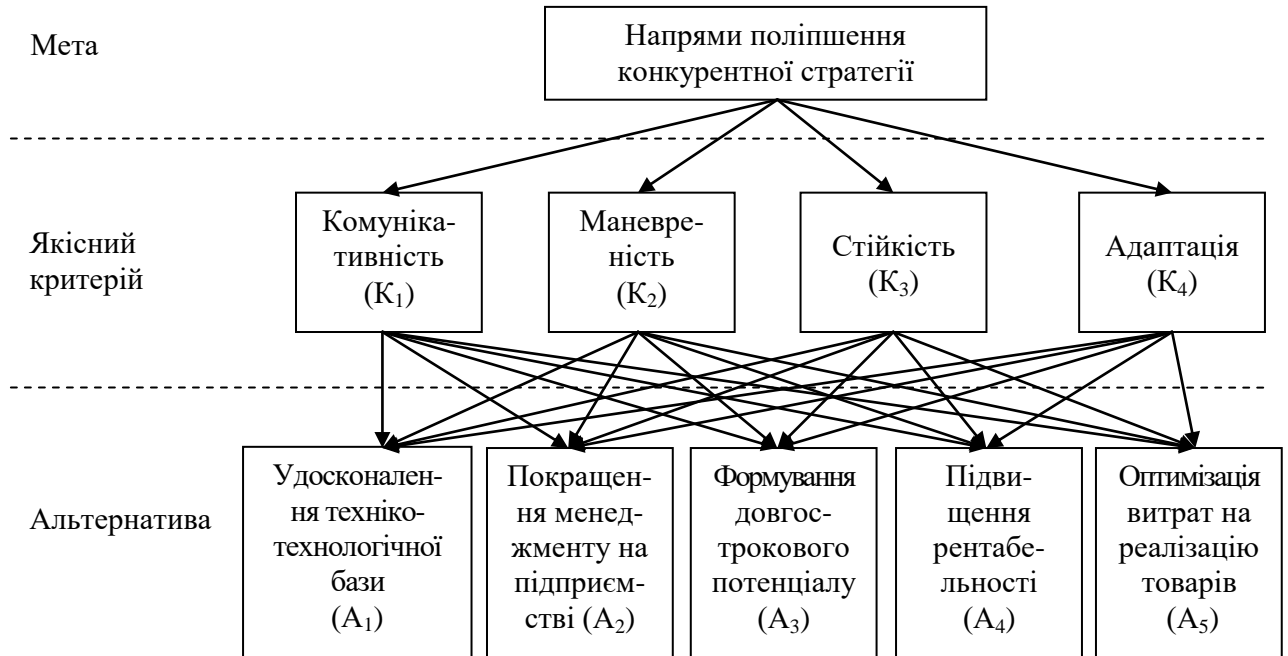 Мета
Напрями поліпшення
конкурентної стратегії
Якісний
критерій
Комуніка-
тивність
(К₁)
Маневре-
ність
(К₂)
Стійкість
(К₃)
Адаптація
(К₄)
Альтернатива
Удосконален-
ня техніко-
технологічної
бази
(А₁)
Покращен-
ня менед-
жменту на
підприєм-
стві (А₂)
Формування
довгос-
трокового
потенціалу
(А₃)
Підви-
щення
рентабе-
льності
(А₄)
Оптимізація
витрат на
реалізацію
товарів
(А₅)